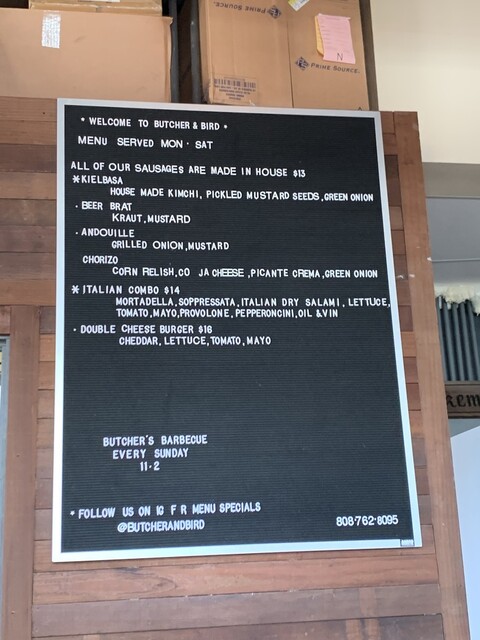 PRIME SOURCE.
PRIME SOURCE.
N
* WELCOME TO BUTCHER & BIRD *
MENU SERVED MON - SAT
ALL OF OUR SAUSAGES ARE MADE IN HOUSE $13
* KIELBASA
HOUSE MADE KIMCHI, PICKLED MUSTARD SEEDS, GREEN ONION
· BEER BRAT
KRAUT, MUSTARD
· ANDOUILLE
GRILLED ONION, MUSTARD
CHORIZO
CORN RELISH, CO JA CHEESE, PICANTE CREMA, GREEN ONION
* ITALIAN COMBO $14
MORTADELLA, SOPPRESSATA, ITALIAN DRY SALAMI, LETTUCE,
TOMATO, MAYO, PROVOLONE, PEPPERONCINI, OIL & VIN
· DOUBLE CHEESE BURGER $16
CHEDDAR, LETTUCE, TOMATO, MAYO
BUTCHER'S BARBECUE
EVERY SUNDAY
11-2
* FOLLOW US ON IG F R MENU SPECIALS
@BUTCHERANDBIRD
808-762-8095